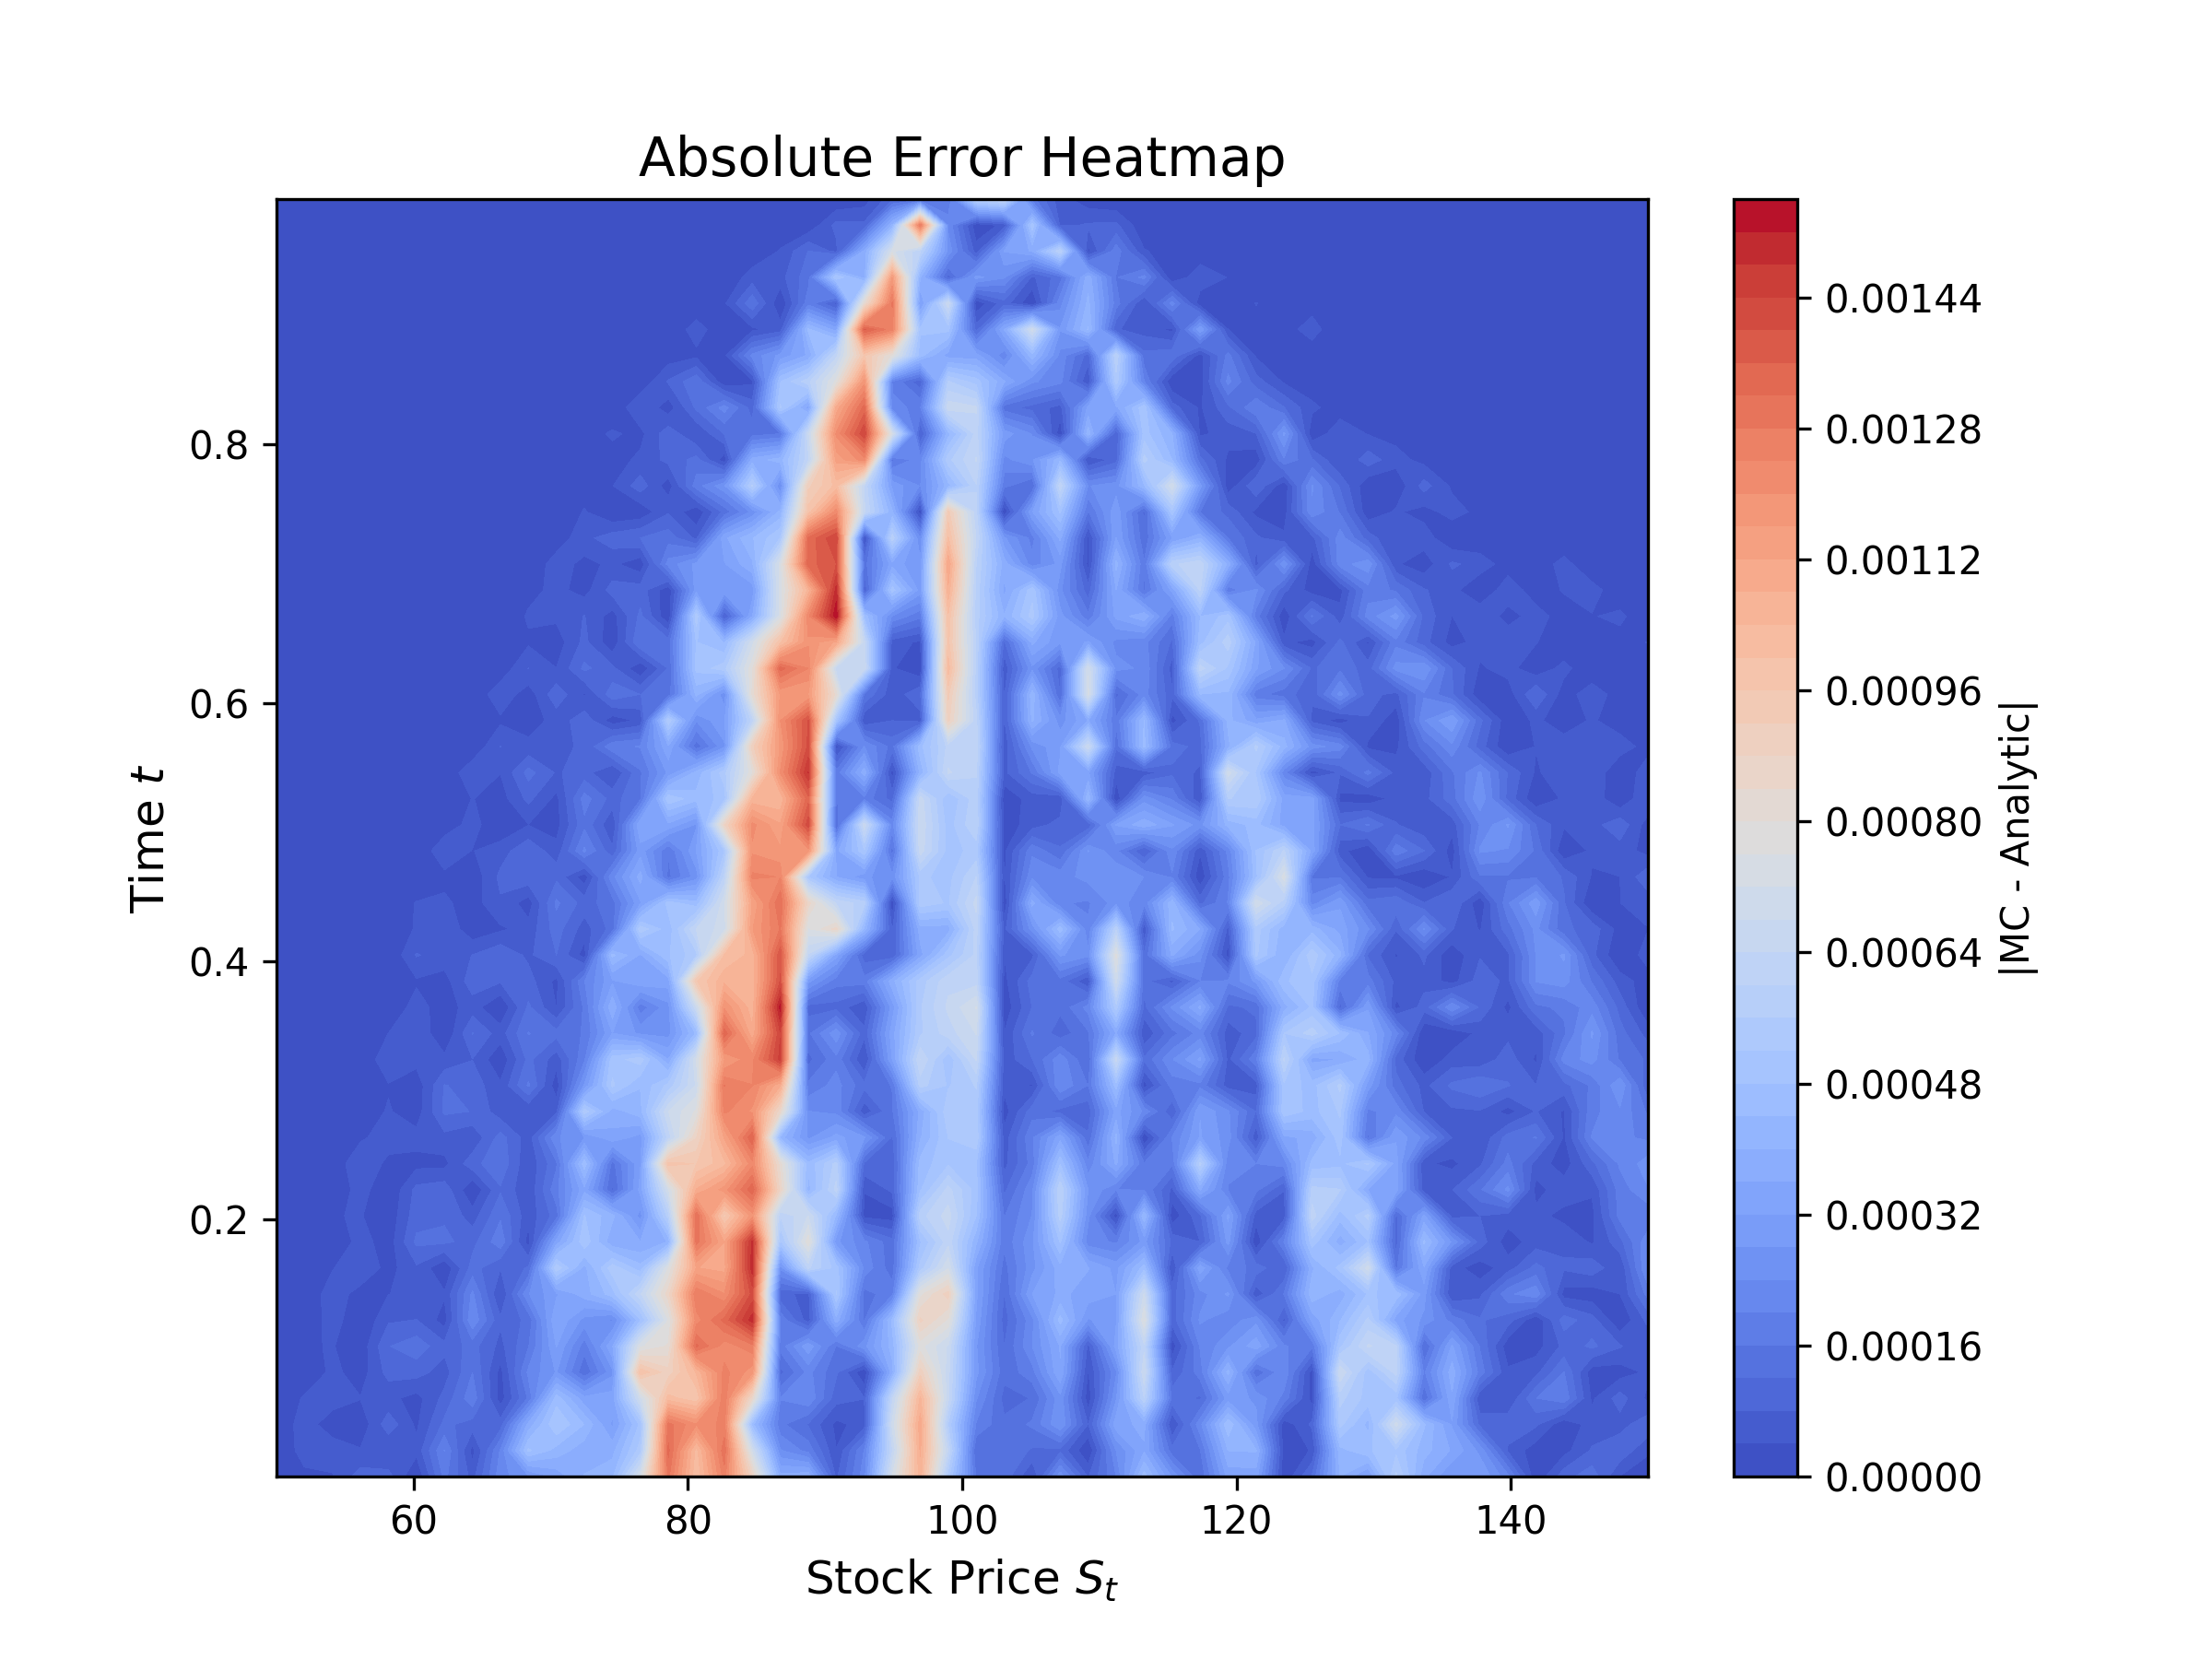 Absolute Error Heatmap
Time t
0.8
0.6
0.4
0.2
60 80 100 120 140
Stock Price S_t
0.00144
0.00128
0.00112
0.00096
0.00080
0.00064
0.00048
0.00032
0.00016
0.00000
|MC - Analytic|